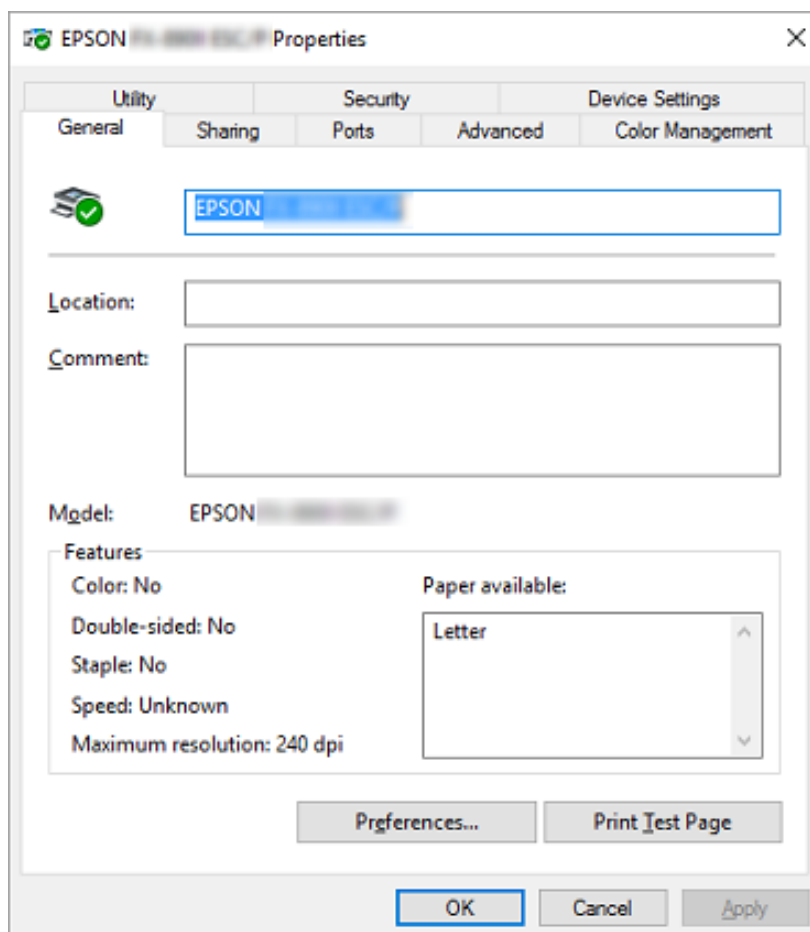 EPSON Properties
Utility Security Device Settings
General Sharing Ports Advanced Color Management
EPSON
Location:
Comment:
Model: EPSON
Features
Color: No
Double-sided: No
Staple: No
Speed: Unknown
Maximum resolution: 240 dpi
Paper available:
Letter
Preferences... Print Test Page
OK Cancel Apply